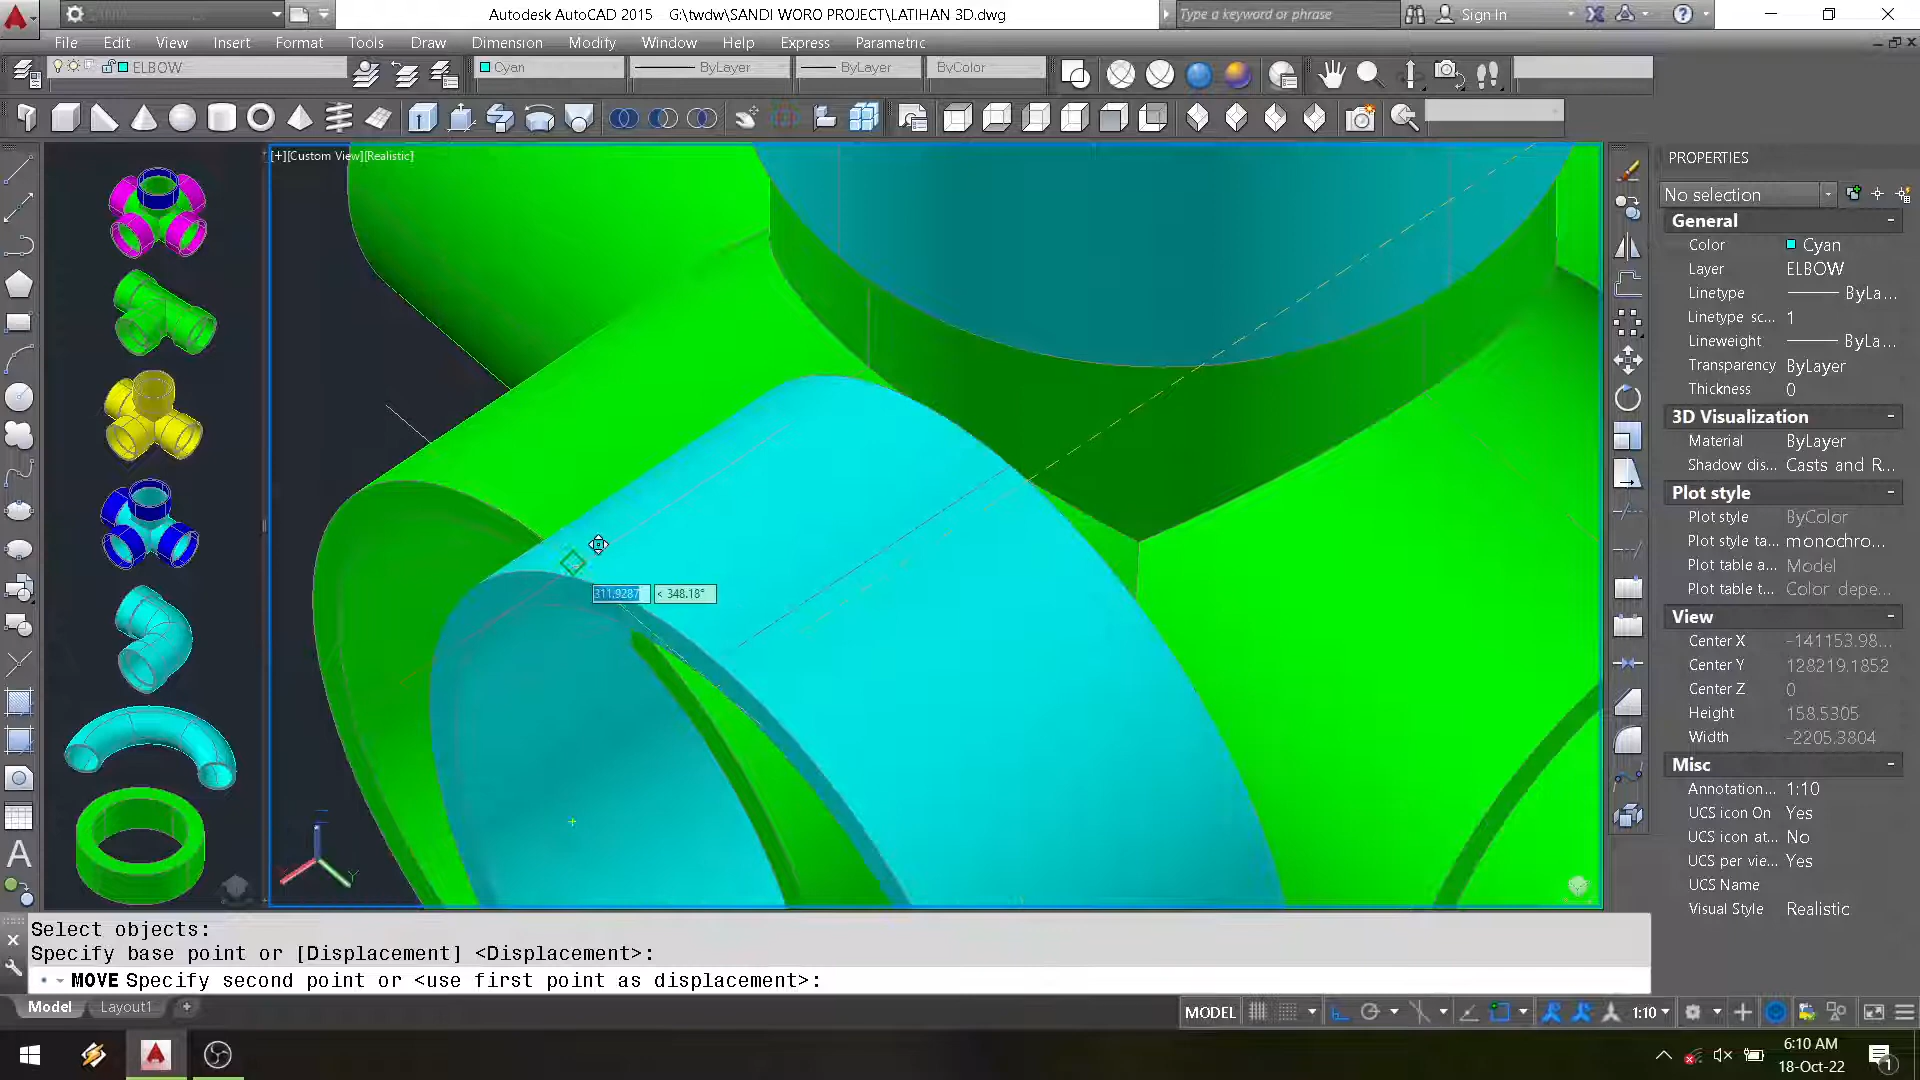 Autodesk AutoCAD 2015 G:\twdw\SANDI WORO PROJECT\LATIHAN 3D.dwg
Type a keyword or phrase
Sign In
File Edit View Insert Format Tools Draw Dimension Modify Window Help Express Parametric
ELBOW
Cyan
ByLayer
ByLayer
ByColor
[+][Custom View][Realistic]
311.9287
< 348.18°
Y
PROPERTIES
No selection
General
Color Cyan
Layer ELBOW
Linetype ByLa...
Linetype sc... 1
Lineweight ByLa...
Transparency ByLayer
Thickness 0
3D Visualization
Material ByLayer
Shadow dis... Casts and R...
Plot style
Plot style ByColor
Plot style ta... monochro...
Plot table a... Model
Plot table t... Color depe...
View
Center X -141153.98...
Center Y 128219.1852
Center Z 0
Height 158.5305
Width -2205.3804
Misc
Annotation... 1:10
UCS icon On Yes
UCS icon at... No
UCS per vie... Yes
UCS Name
Visual Style Realistic
Select objects:
Specify base point or [Displacement] <Displacement>:
MOVE Specify second point or <use first point as displacement>:
Model Layout1 +
MODEL
1:10
A
6:10 AM
18-Oct-22
1